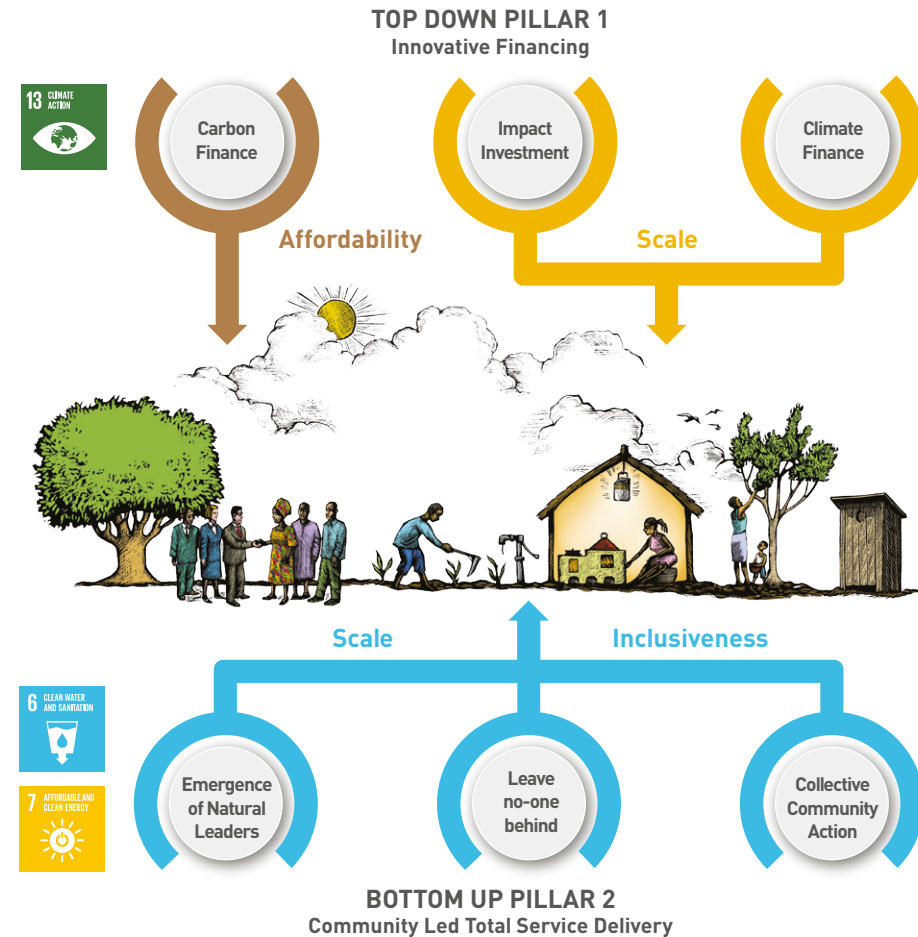 TOP DOWN PILLAR 1
Innovative Financing
13 CLIMATE
ACTION
Carbon
Finance
Impact
Investment
Climate
Finance
Affordability
Scale
Scale
Inclusiveness
6 CLEAN WATER
AND SANITATION
7 AFFORDABLE AND
CLEAN ENERGY
Emergence
of Natural
Leaders
Leave
no-one
behind
Collective
Community
Action
BOTTOM UP PILLAR 2
Community Led Total Service Delivery